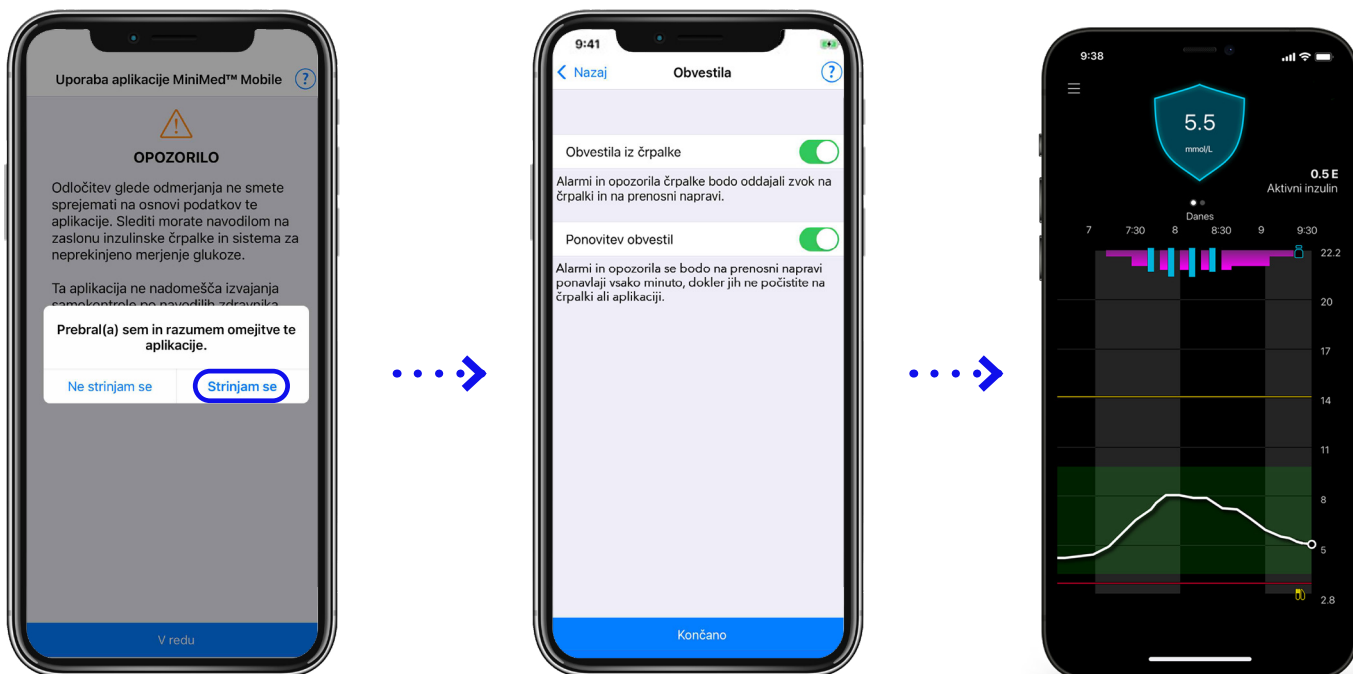 Uporaba aplikacije MiniMed™ Mobile ?
OPOZORILO
Odločitev glede odmerjanja ne smete
sprejemati na osnovi podatkov te
aplikacije. Slediti morate navodilom na
zaslonu inzulinske črpalke in sistema za
neprekinjeno merjenje glukoze.
Ta aplikacija ne nadomešča izvajanja
samokontrole po navodilih zdravnika
Prebral(a) sem in razumem omejitve te
aplikacije.
Ne strinjam se
Strinjam se
V redu
9:41
Nazaj
Obvestila
?
Obvestila iz črpalke
Alarmi in opozorila črpalke bodo oddajali zvok na
črpalki in na prenosni napravi.
Ponovitev obvestil
Alarmi in opozorila se bodo na prenosni napravi
ponavlaji vsako minuto, dokler jih ne počistite na
črpalki ali aplikaciji.
Končano
9:38
5.5
mmol/L
0.5 E
Aktivni inzulin
Danes
7 7:30 8 8:30 9 9:30
22.2
20
17
14
11
8
5
2.8